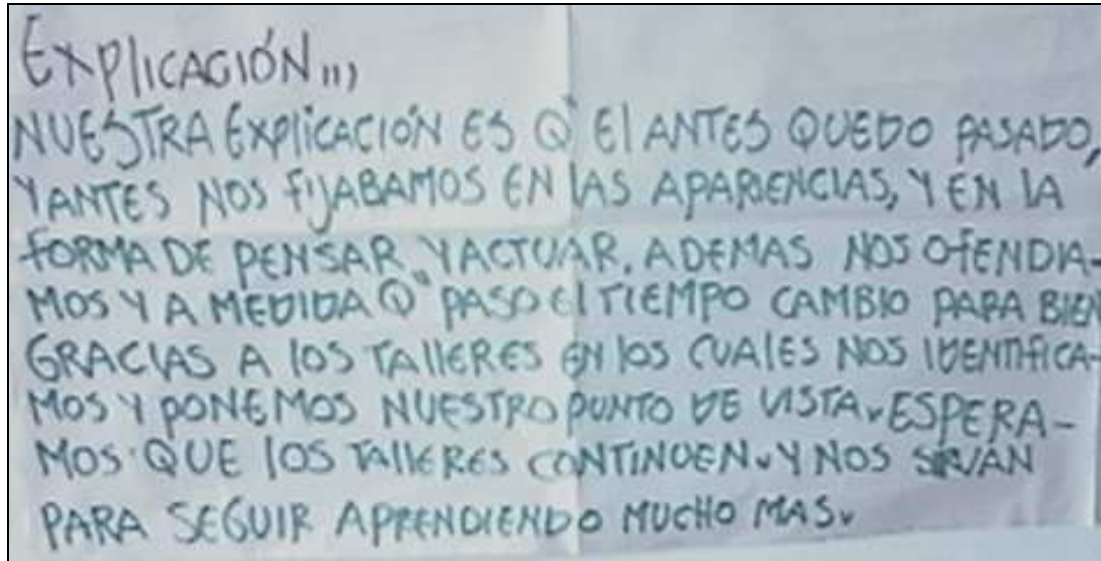 EXPLICACIÓN,,,
NUESTRA EXPLICACIÓN ES Q" El ANTES QUEDO PASADO,
Y ANTES NOS FIJABAMOS EN LAS APARIENCIAS, Y EN LA
FORMA DE PENSAR Y ACTUAR. ADEMAS NOS OFENDIA-
MOS Y A MEDIDA Q" PASO El TIEMPO CAMBIO PARA BIEN
GRACIAS A lOS TALLERES EN lOS CUALES NOS IDENTIFICA-
MOS Y PONEMOS NUESTRO PUNTO DE VISTA. ESPERA-
MOS QUE lOS TALLERES CONTINUEN. Y NOS SIRVAN
PARA SEGUIR APRENDIENDO MUCHO MAS.